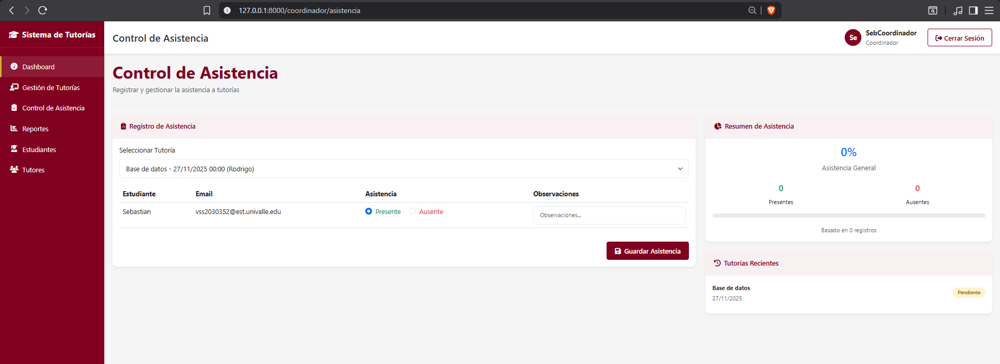 127.0.0.1:8000/coordinador/asistencia
Sistema de Tutorías
Dashboard
Gestión de Tutorías
Control de Asistencia
Reportes
Estudiantes
Tutores
Control de Asistencia
Se
SebCoordinador
Coordinador
Cerrar Sesión
Control de Asistencia
Registrar y gestionar la asistencia a tutorías
Registro de Asistencia
Seleccionar Tutoría
Base de datos - 27/11/2025 00:00 (Rodrigo)
Estudiante Email Asistencia Observaciones
Sebastian vss2030352@est.univalle.edu Presente Ausente Observaciones...
Guardar Asistencia
Resumen de Asistencia
0%
Asistencia General
0 0
Presentes Ausentes
Basado en 0 registros
Tutorías Recientes
Base de datos
27/11/2025
Pendiente